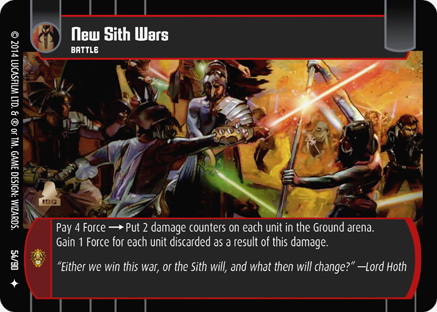 New Sith Wars
BATTLE
Pay 4 Force → Put 2 damage counters on each unit in the Ground arena.
Gain 1 Force for each unit discarded as a result of this damage.
“Either we win this war, or the Sith will, and what then will change?” —Lord Hoth
© 2014 LUCASFILM LTD. & ® or TM. GAME DESIGN: WIZARDS.
54/90